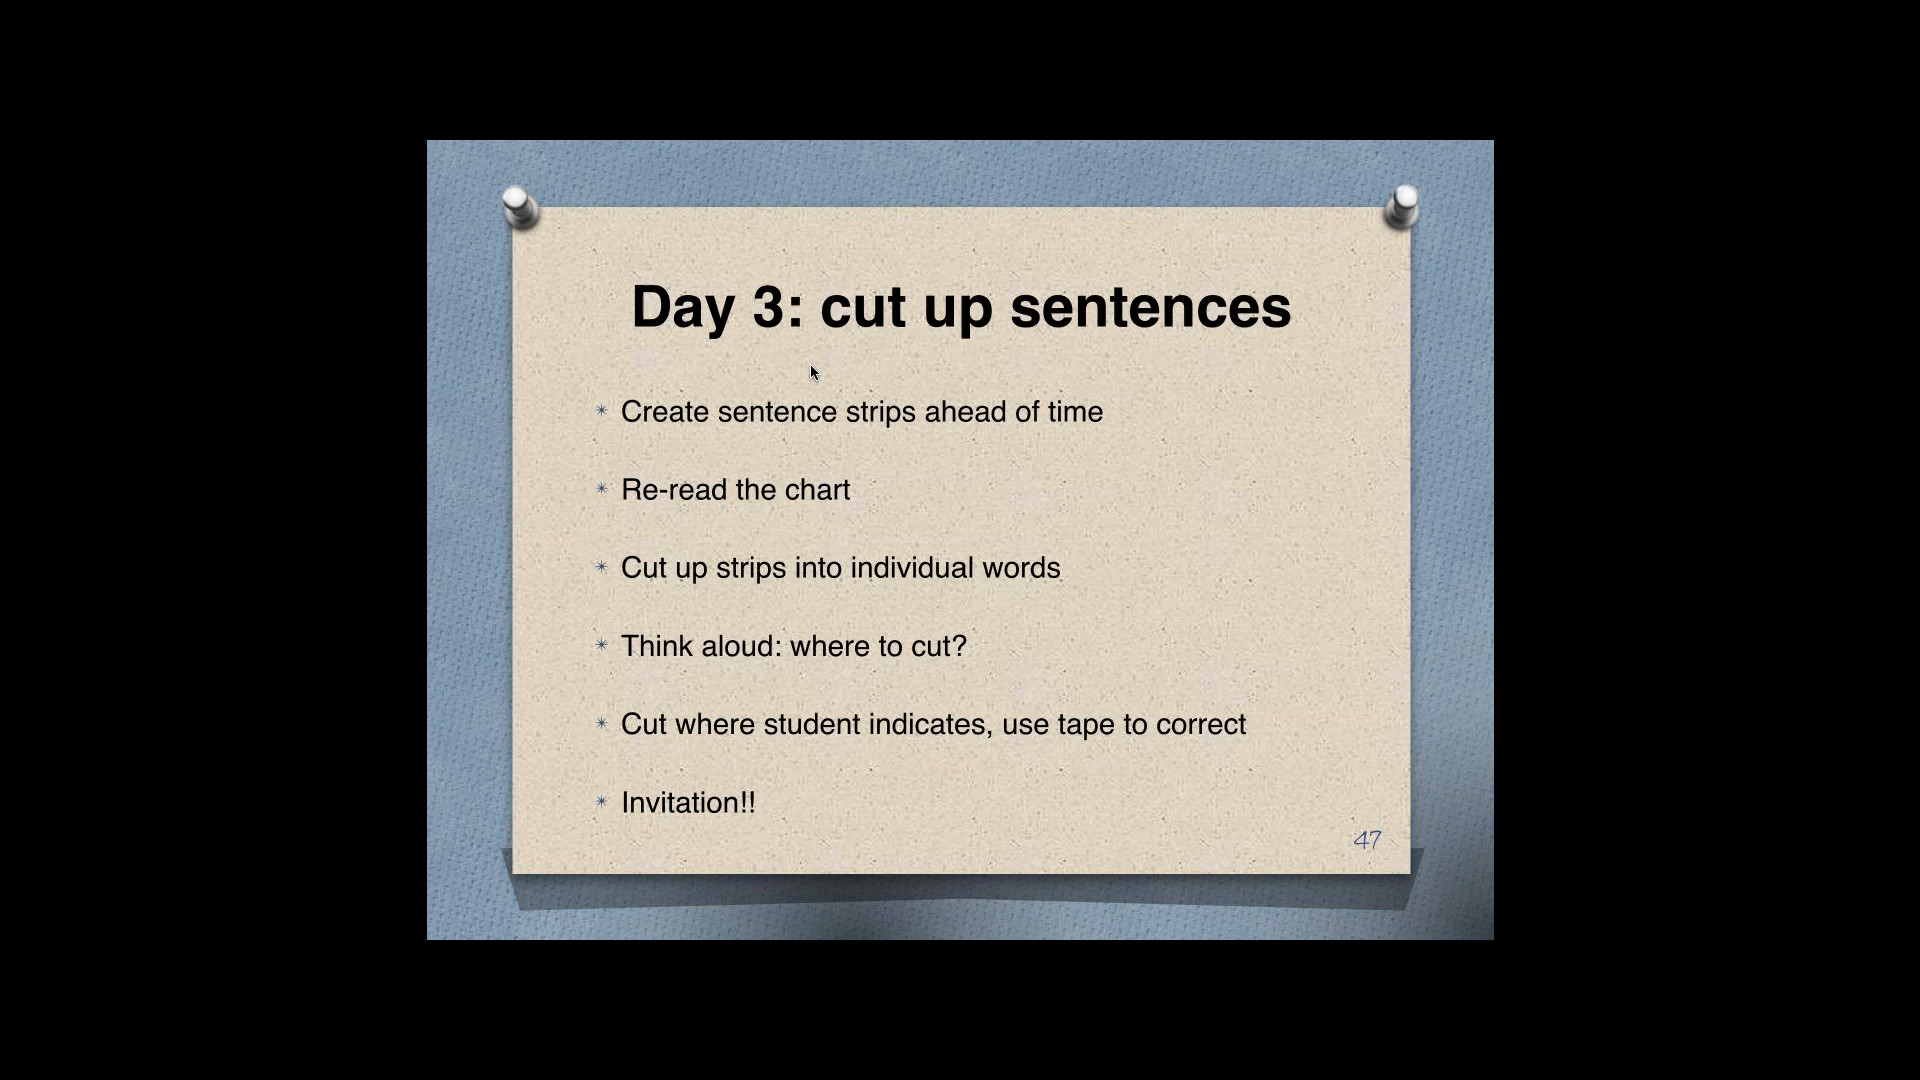 Day 3: cut up sentences
Create sentence strips ahead of time
Re-read the chart
Cut up strips into individual words
Think aloud: where to cut?
Cut where student indicates, use tape to correct
Invitation!!
47